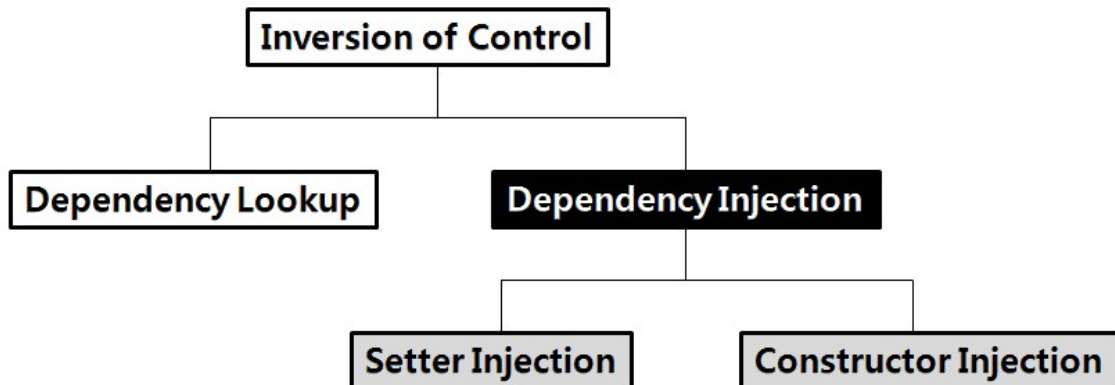 Inversion of Control
Dependency Lookup
Dependency Injection
Setter Injection
Constructor Injection